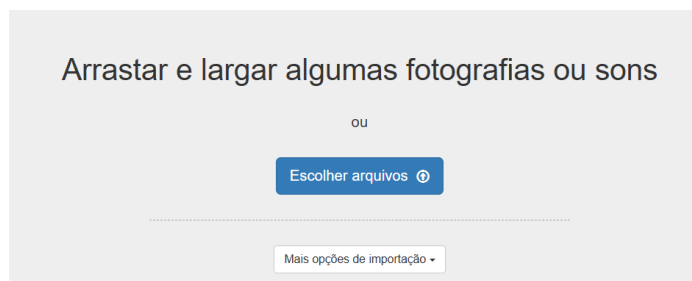 Arrastar e largar algumas fotografias ou sons
ou
Escolher arquivos
Mais opções de importação